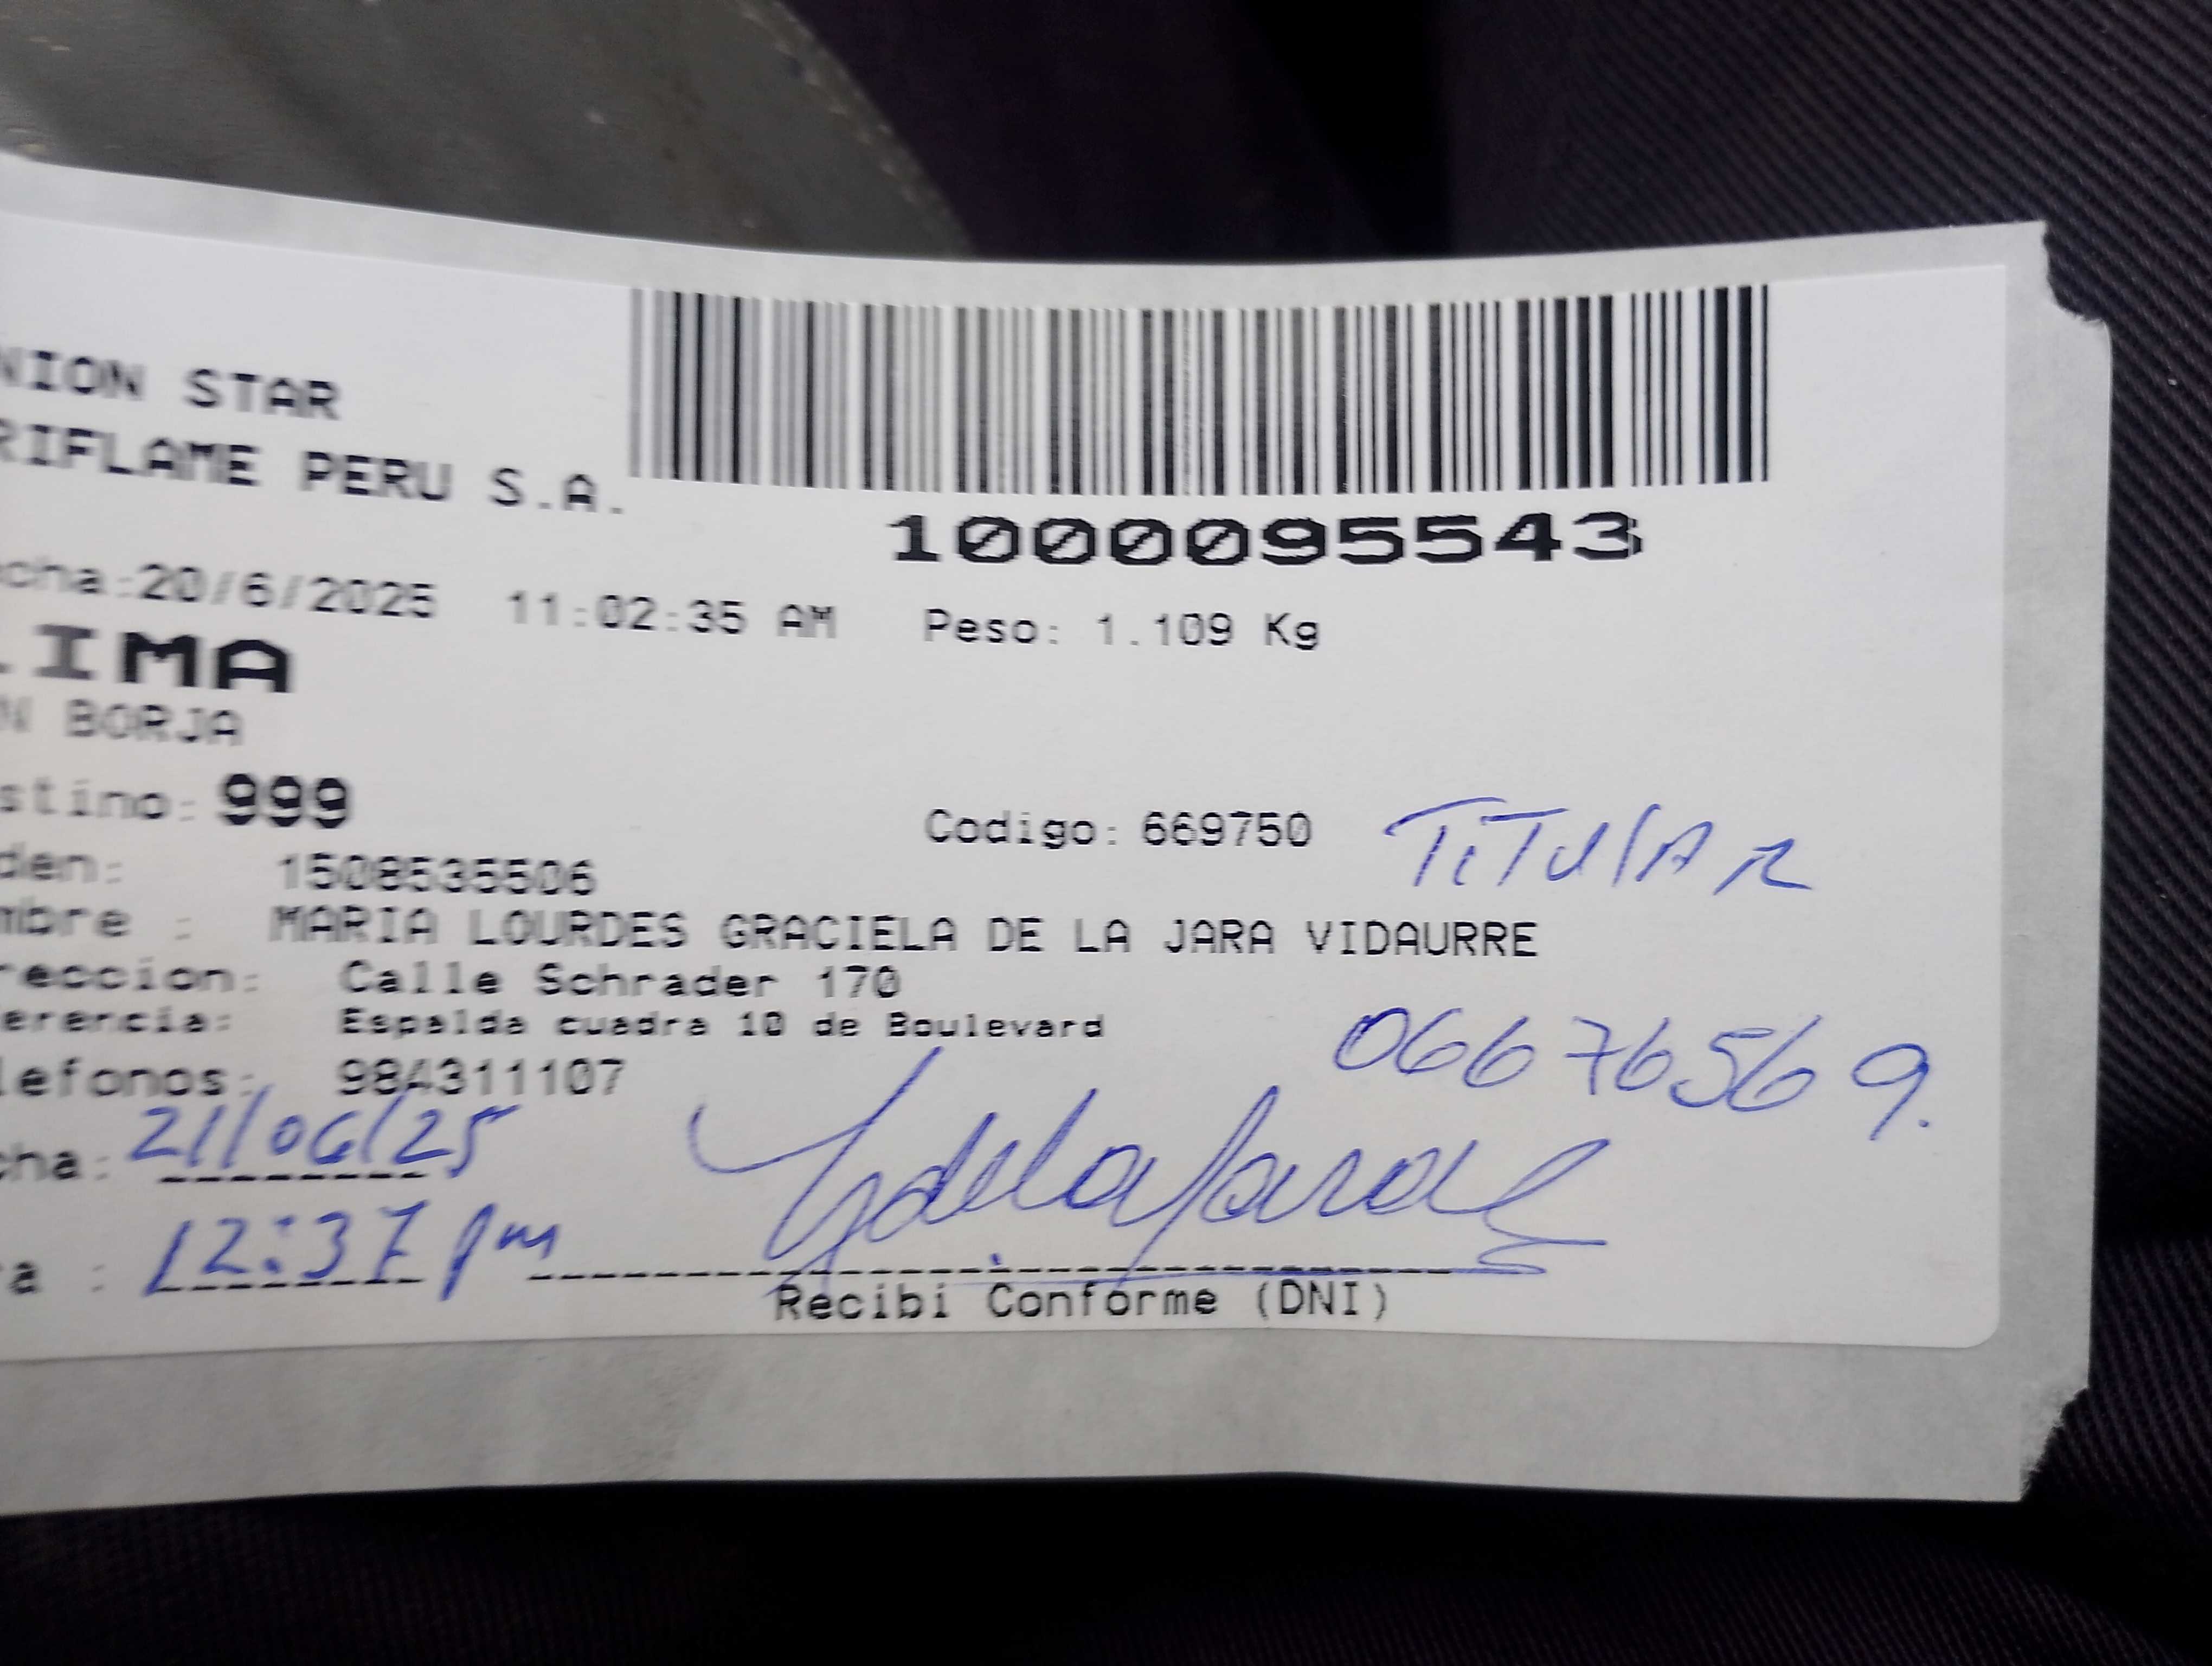 NION STAR
RIFLAME PERU S.A.
1000095543
cha:20/6/2025 11:02:35 AM Peso: 1.109 Kg
LIMA
N BORJA
stino: 999
Codigo: 669750 TiTulAR
den: 1508535506
mbre : MARIA LOURDES GRACIELA DE LA JARA VIDAURRE
reccion: Calle Schrader 170
erencia: Espalda cuadra 10 de Boulevard
06676569.
lefonos: 984311107
cha: 21/06/25
a : 12:37 pm
Recibi Conforme (DNI)